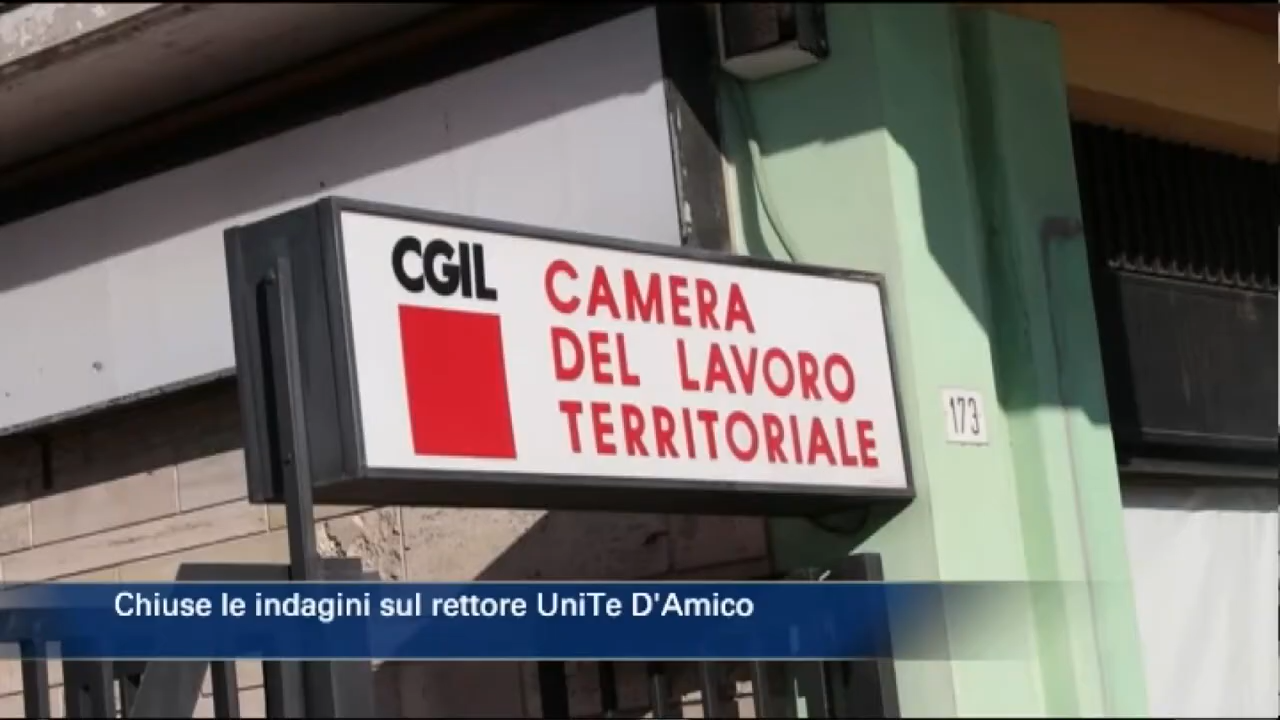 CGIL
CAMERA
DEL LAVORO
TERRITORIALE
173
Chiuse le indagini sul rettore UniTe D'Amico